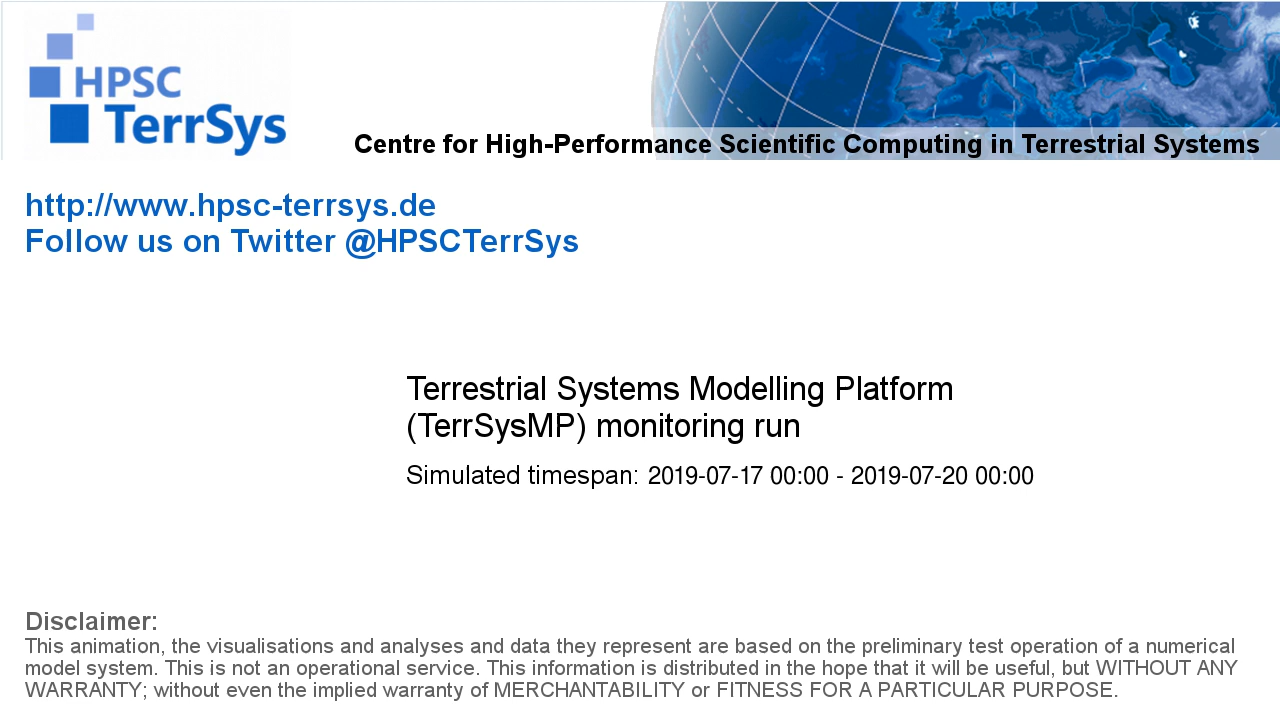 HPSC
TerrSys
Centre for High-Performance Scientific Computing in Terrestrial Systems
http://www.hpsc-terrsys.de
Follow us on Twitter @HPSCTerrSys
Terrestrial Systems Modelling Platform
(TerrSysMP) monitoring run
Simulated timespan: 2019-07-17 00:00 - 2019-07-20 00:00
Disclaimer:
This animation, the visualisations and analyses and data they represent are based on the preliminary test operation of a numerical
model system. This is not an operational service. This information is distributed in the hope that it will be useful, but WITHOUT ANY
WARRANTY; without even the implied warranty of MERCHANTABILITY or FITNESS FOR A PARTICULAR PURPOSE.